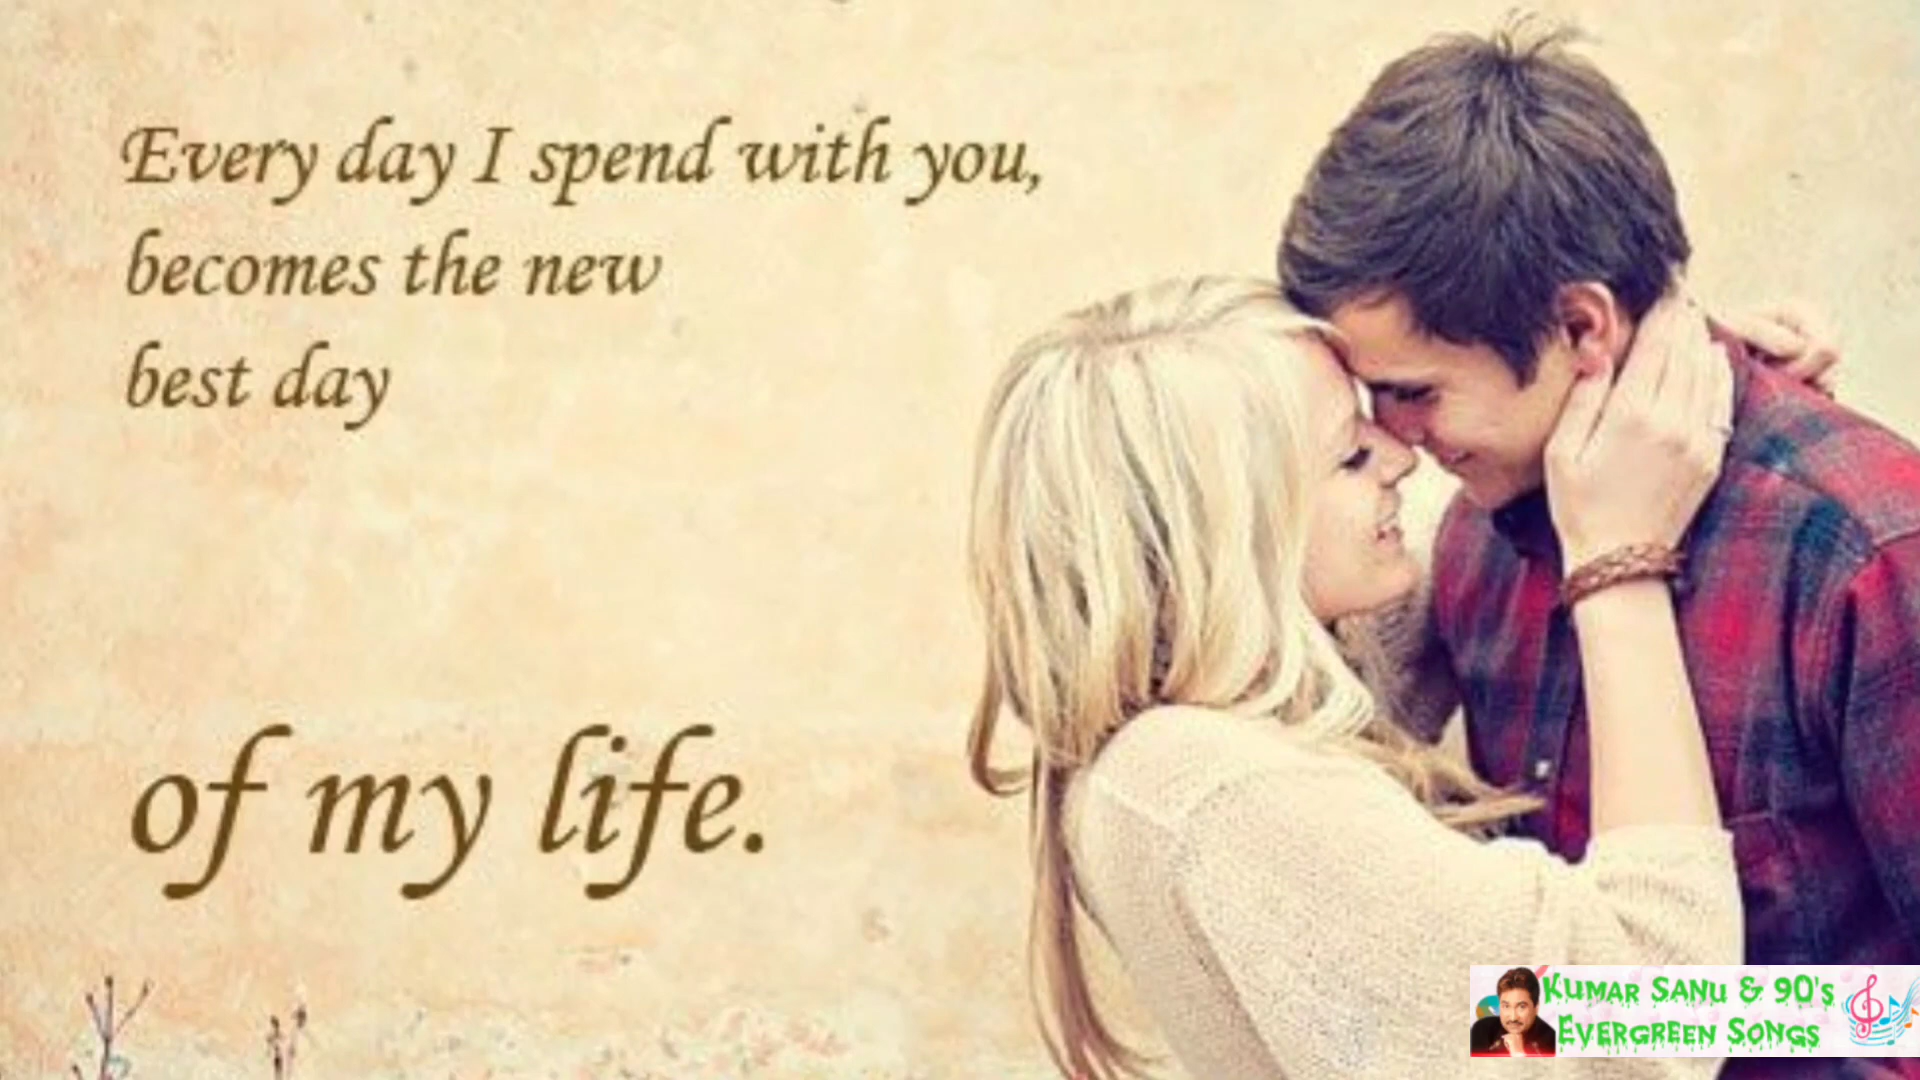 Every day I spend with you,
becomes the new
best day
of my life.
Kumar Sanu & 90's
Evergreen Songs